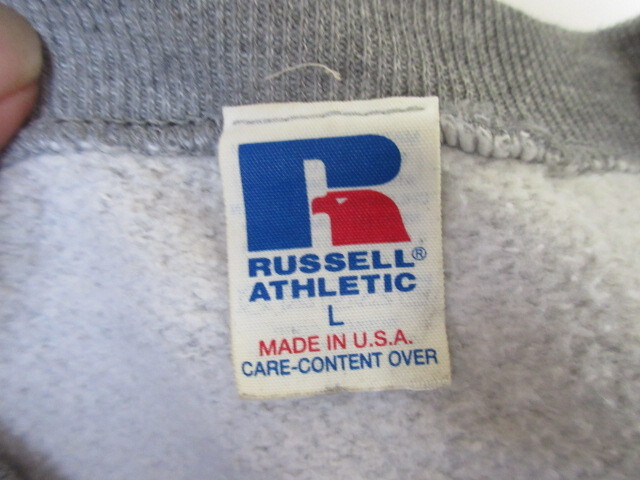 RUSSELL®
ATHLETIC
L
MADE IN U.S.A.
CARE-CONTENT OVER